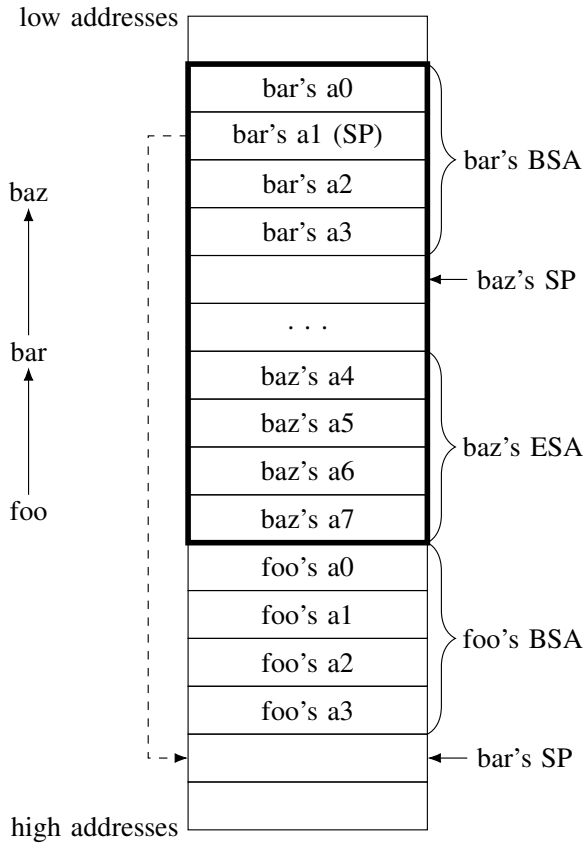 low addresses
bar's a0
bar's a1 (SP)
bar's BSA
bar's a2
baz
bar's a3
baz's SP
. . .
bar
baz's a4
baz's a5
baz's ESA
baz's a6
foo
baz's a7
foo's a0
foo's a1
foo's BSA
foo's a2
foo's a3
bar's SP
high addresses